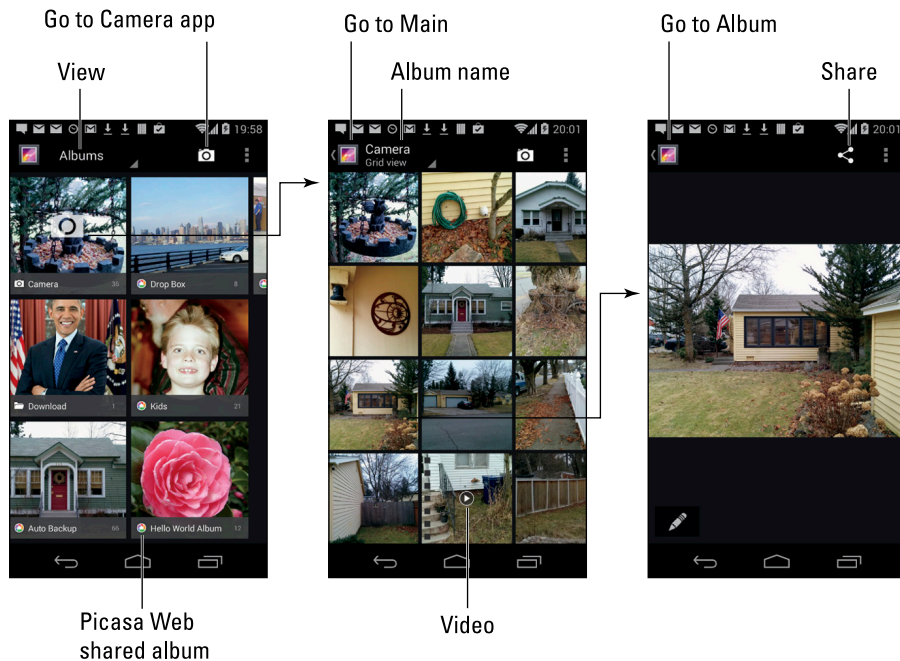 Go to Camera app
View
Go to Main
Album name
Go to Album
Share
19:58
Albums
Camera 35
Drop Box 8
Download 1
Kids 21
Auto Backup 66
Hello World Album 12
20:01
Camera
Grid view
20:01
Picasa Web
shared album
Video